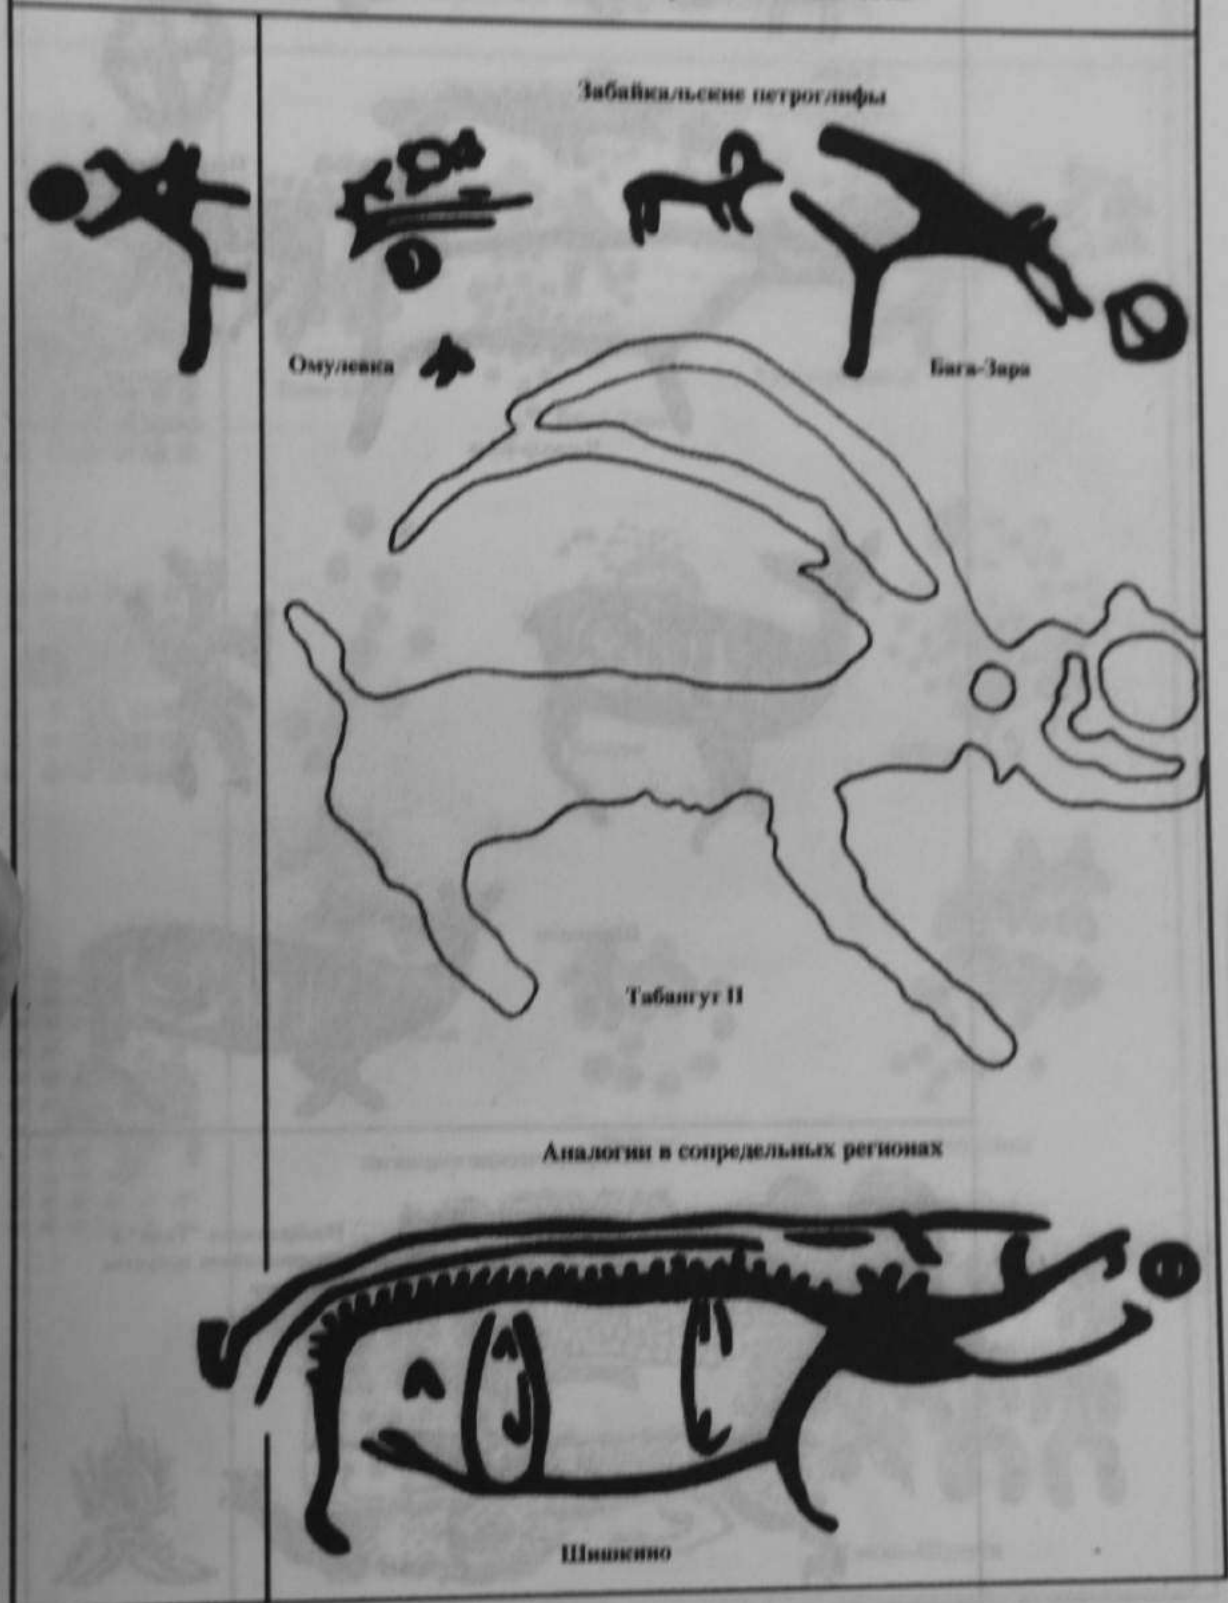 Забайкальские петроглифы
Омулевка
Бага-Зара
Табангут II
Аналогии в сопредельных регионах
Шишкино